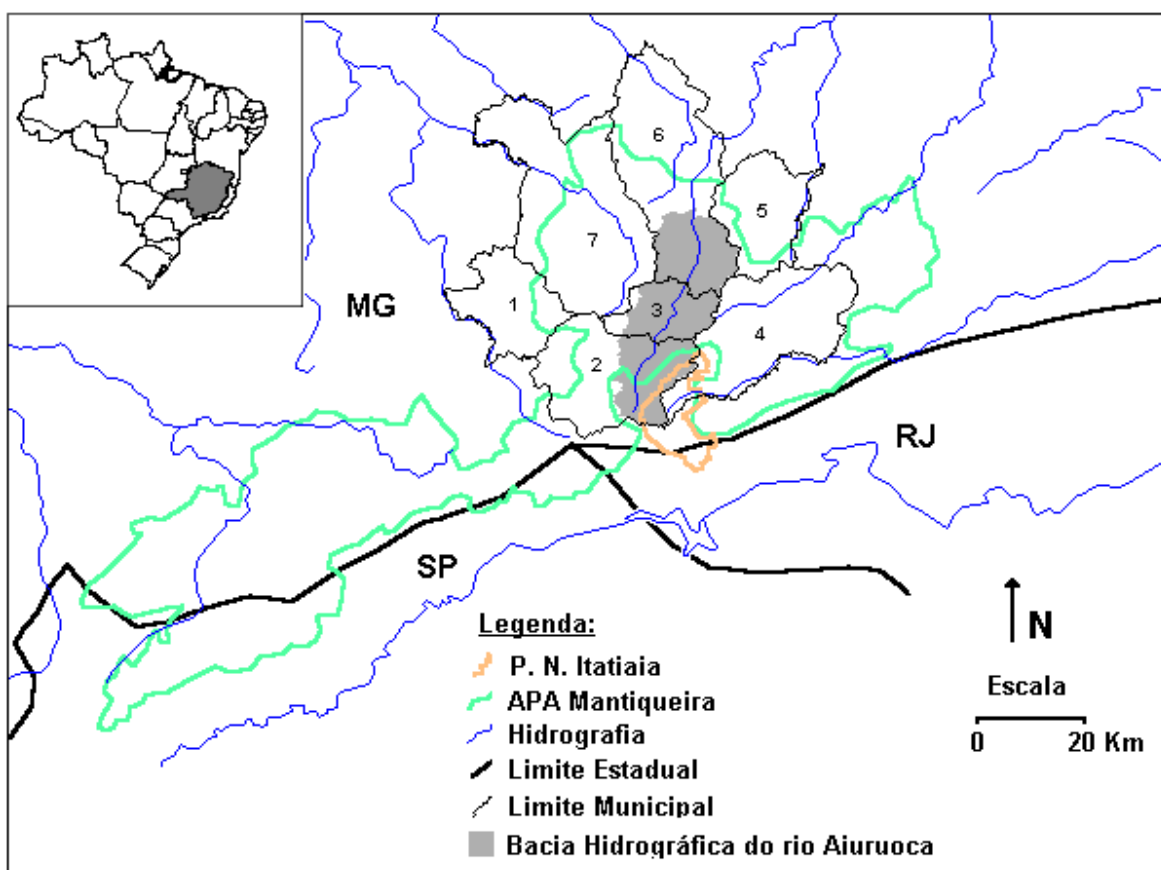 6
5
7
MG
1
3
4
2
RJ
SP
Legenda:
P. N. Itatiaia
APA Mantiqueira
Hidrografia
Limite Estadual
Limite Municipal
Bacia Hidrográfica do rio Aiuruoca
N
Escala
0 20 Km